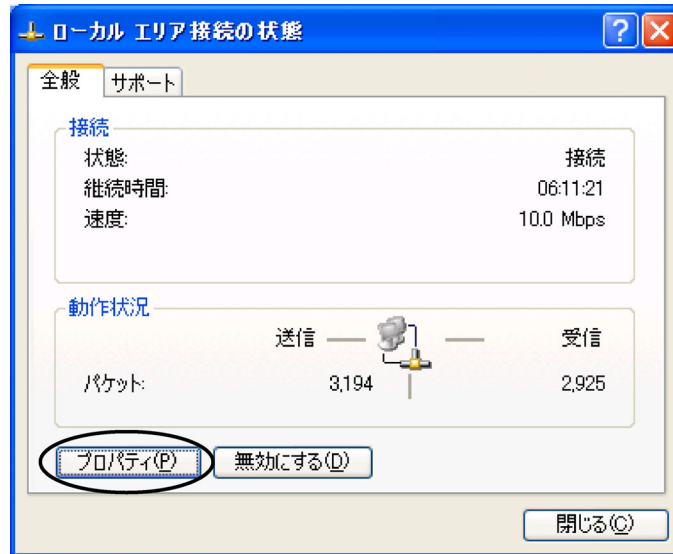 ローカル エリア接続の状態
全般 サポート
接続
状態: 接続
継続時間: 06:11:21
速度: 10.0 Mbps
動作状況
送信 受信
パケット: 3,194 2,925
プロパティ(P) 無効にする(D)
閉じる(C)